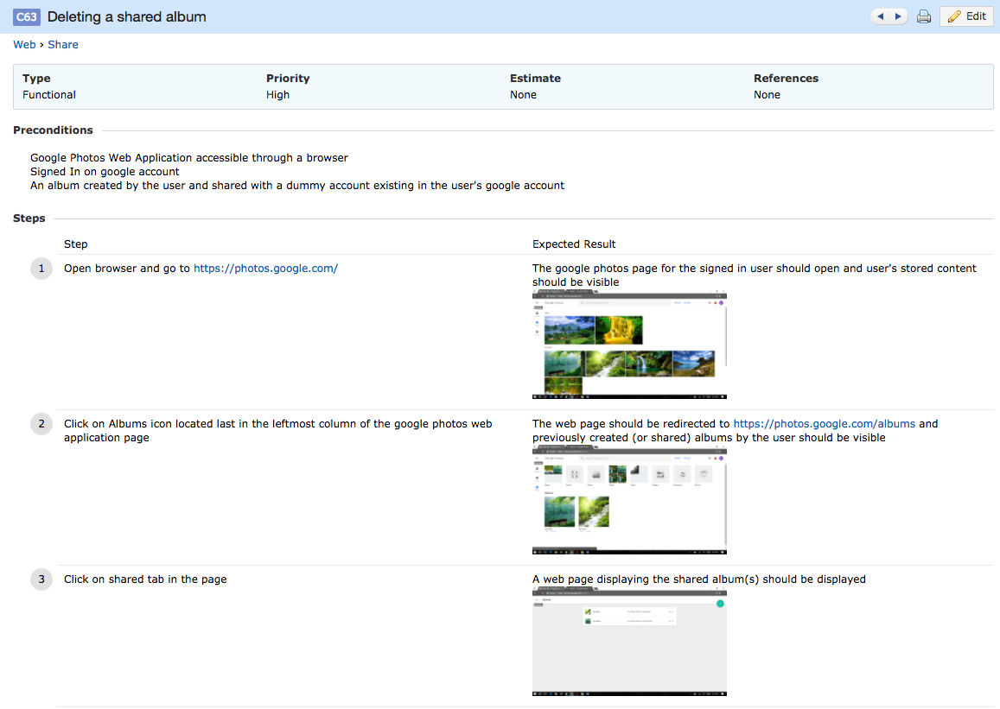 C63 Deleting a shared album
Edit
Web › Share
Type Priority Estimate References
Functional High None None
Preconditions
Google Photos Web Application accessible through a browser
Signed In on google account
An album created by the user and shared with a dummy account existing in the user's google account
Steps
Step Expected Result
1 Open browser and go to https://photos.google.com/
The google photos page for the signed in user should open and user's stored content
should be visible
2 Click on Albums icon located last in the leftmost column of the google photos web
application page
The web page should be redirected to https://photos.google.com/albums and
previously created (or shared) albums by the user should be visible
3 Click on shared tab in the page
A web page displaying the shared album(s) should be displayed